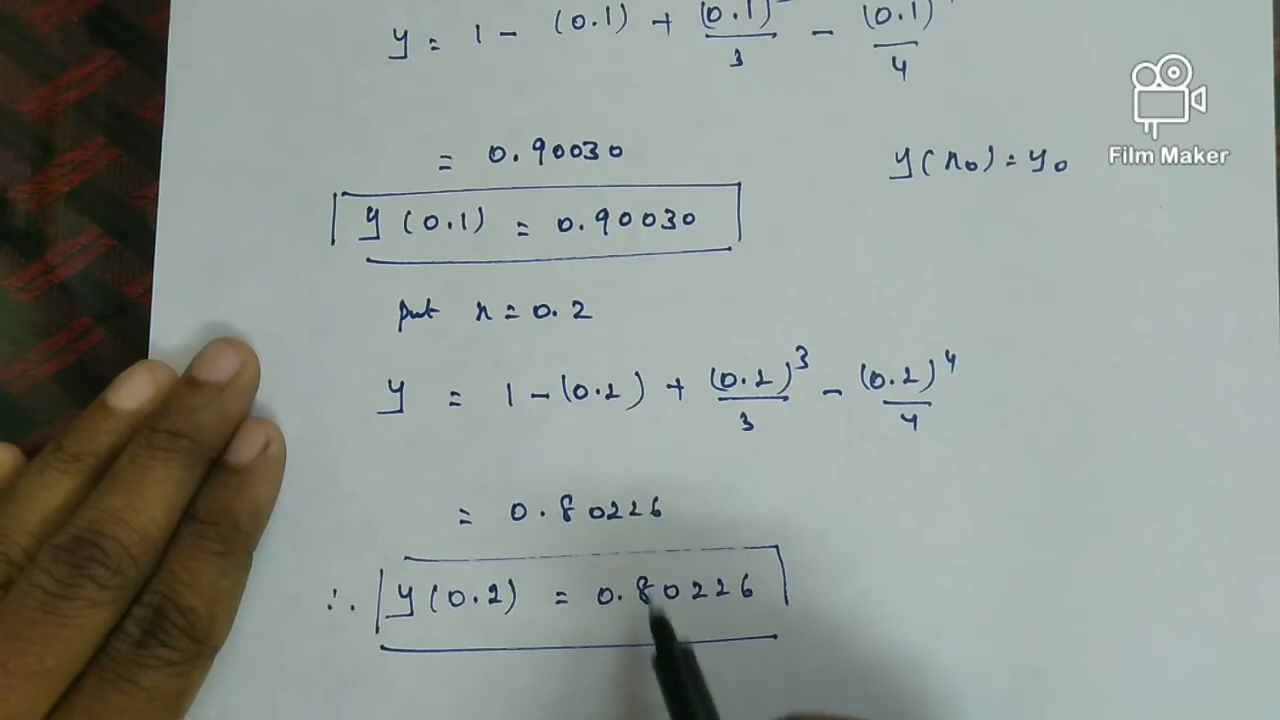 y = 1 - (0.1) + (0.1)/3 - (0.1)/4
= 0.90030
y(x₀) = y₀
Film Maker
y(0.1) = 0.90030
put x = 0.2
y = 1 - (0.2) + (0.2)³/3 - (0.2)⁴/4
= 0.80226
∴ y(0.2) = 0.80226